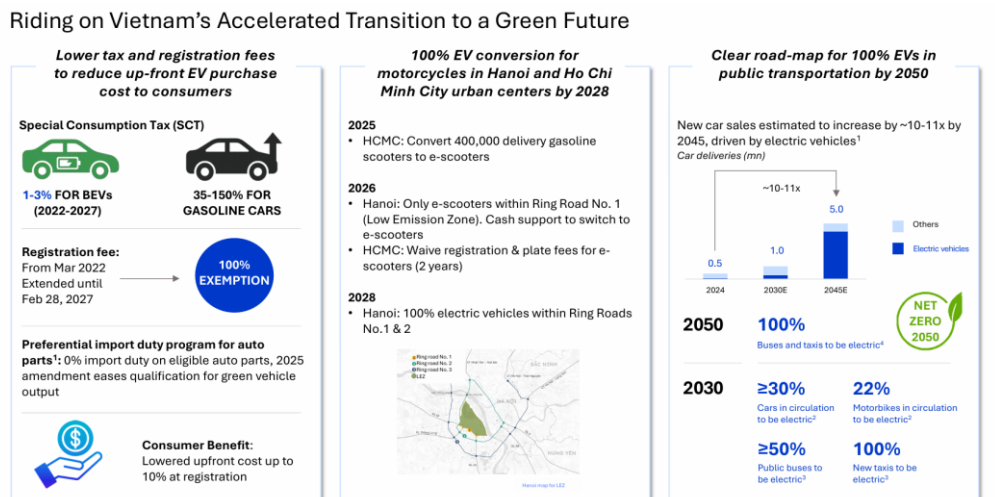 Riding on Vietnam's Accelerated Transition to a Green Future
Lower tax and registration fees
to reduce up-front EV purchase
cost to consumers
Special Consumption Tax (SCT)
1-3% FOR BEVs
(2022-2027)
35-150% FOR
GASOLINE CARS
Registration fee:
From Mar 2022
Extended until
Feb 28, 2027
100%
EXEMPTION
Preferential import duty program for auto
parts¹: 0% import duty on eligible auto parts, 2025
amendment eases qualification for green vehicle
output
Consumer Benefit:
Lowered upfront cost up to
10% at registration
100% EV conversion for
motorcycles in Hanoi and Ho Chi
Minh City urban centers by 2028
2025
• HCMC: Convert 400,000 delivery gasoline
scooters to e-scooters
2026
• Hanoi: Only e-scooters within Ring Road No. 1
(Low Emission Zone). Cash support to switch to
e-scooters
• HCMC: Waive registration & plate fees for e-
scooters (2 years)
2028
• Hanoi: 100% electric vehicles within Ring Roads
No.1 & 2
Ring road No. 1
Ring road No. 2
Ring road No. 3
LEZ
BẮC NINH
HƯNG YÊN
Hanoi map for LEZ
Clear road-map for 100% EVs in
public transportation by 2050
New car sales estimated to increase by ~10-11x by
2045, driven by electric vehicles¹
Car deliveries (mn)
~10-11x
0.5
1.0
5.0
2024
2030E
2045E
Others
Electric vehicles
NET
ZERO
2050
2050
100%
Buses and taxis to be electric⁴
2030
≥30%
Cars in circulation
to be electric²
22%
Motorbikes in circulation
to be electric²
≥50%
Public buses to
be electric³
100%
New taxis to be
electric³